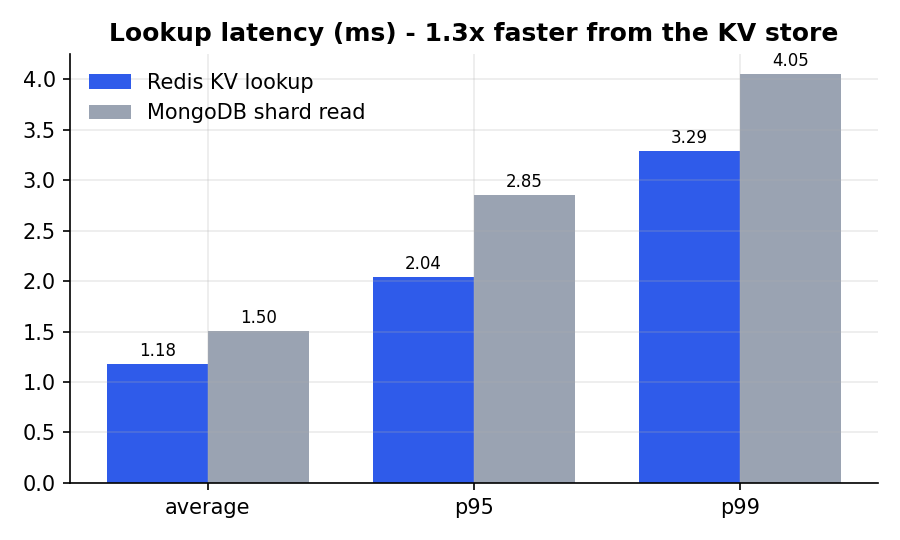 Lookup latency (ms) - 1.3x faster from the KV store
Redis KV lookup
MongoDB shard read
4.0
3.5
3.0
2.5
2.0
1.5
1.0
0.5
0.0
1.18
1.50
2.04
2.85
3.29
4.05
average
p95
p99